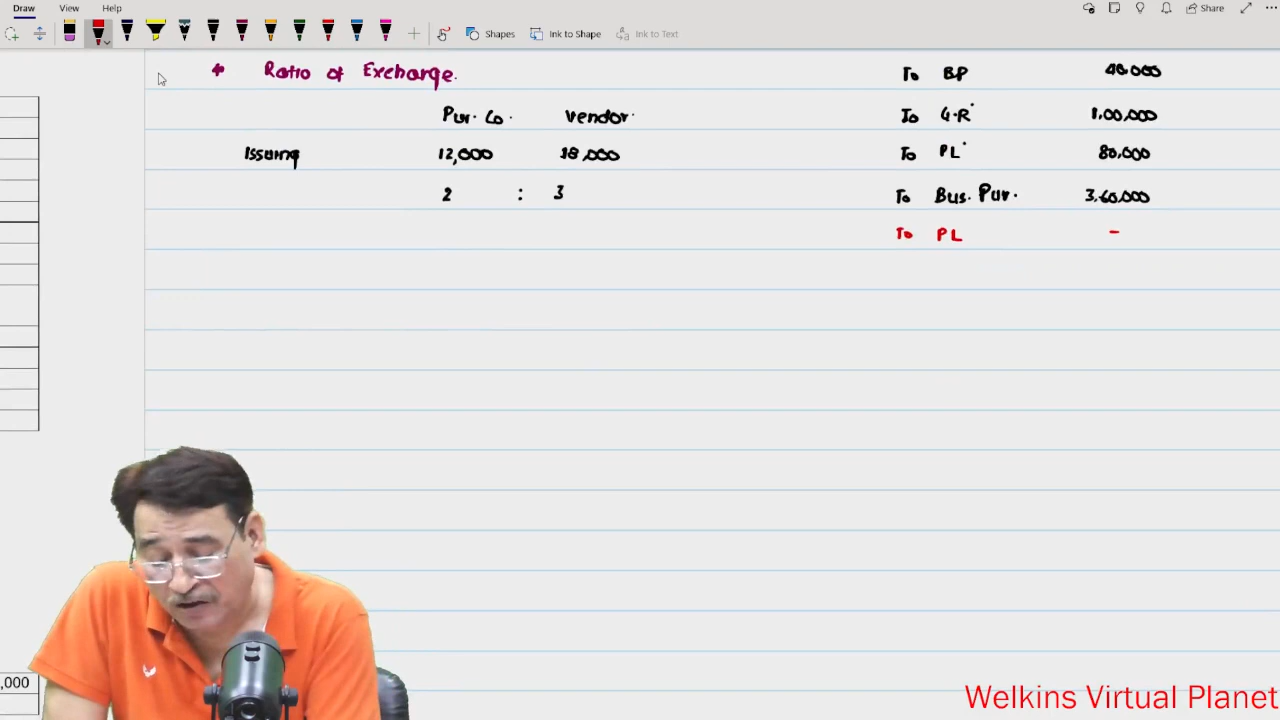 Draw View Help
Share
Shapes Ink to Shape Ink to Text
* Ratio of Exchange.
Pur. Co. Vendor.
Issuing 12,000 18,000
2 : 3
To BP 40,000
To G.R 1,00,000
To PL 80,000
To Bus. Pur. 3,60,000
To PL -
,000
Welkins Virtual Planet